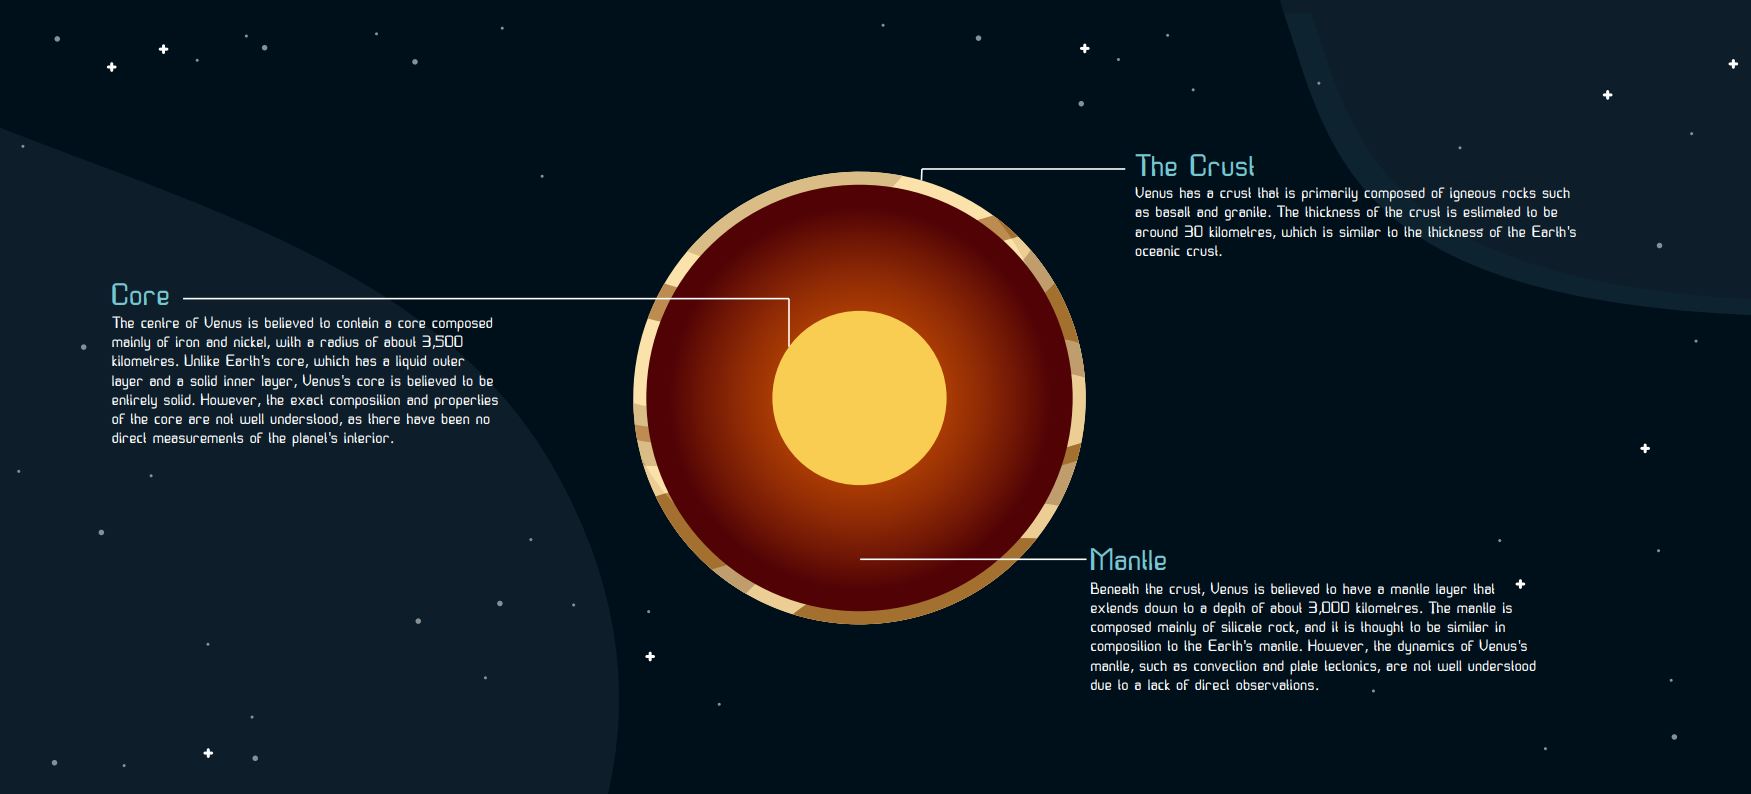 The Crust
Venus has a crust that is primarily composed of igneous rocks such
as basalt and granite. The thickness of the crust is estimated to be
around 30 kilometres, which is similar to the thickness of the Earth's
oceanic crust.
Core
The centre of Venus is believed to contain a core composed
mainly of iron and nickel, with a radius of about 3,500
kilometres. Unlike Earth's core, which has a liquid outer
layer and a solid inner layer, Venus's core is believed to be
entirely solid. However, the exact composition and properties
of the core are not well understood, as there have been no
direct measurements of the planet's interior.
Mantle
Beneath the crust, Venus is believed to have a mantle layer that
extends down to a depth of about 3,000 kilometres. The mantle is
composed mainly of silicate rock, and it is thought to be similar in
composition to the Earth's mantle. However, the dynamics of Venus's
mantle, such as convection and plate tectonics, are not well understood
due to a lack of direct observations.